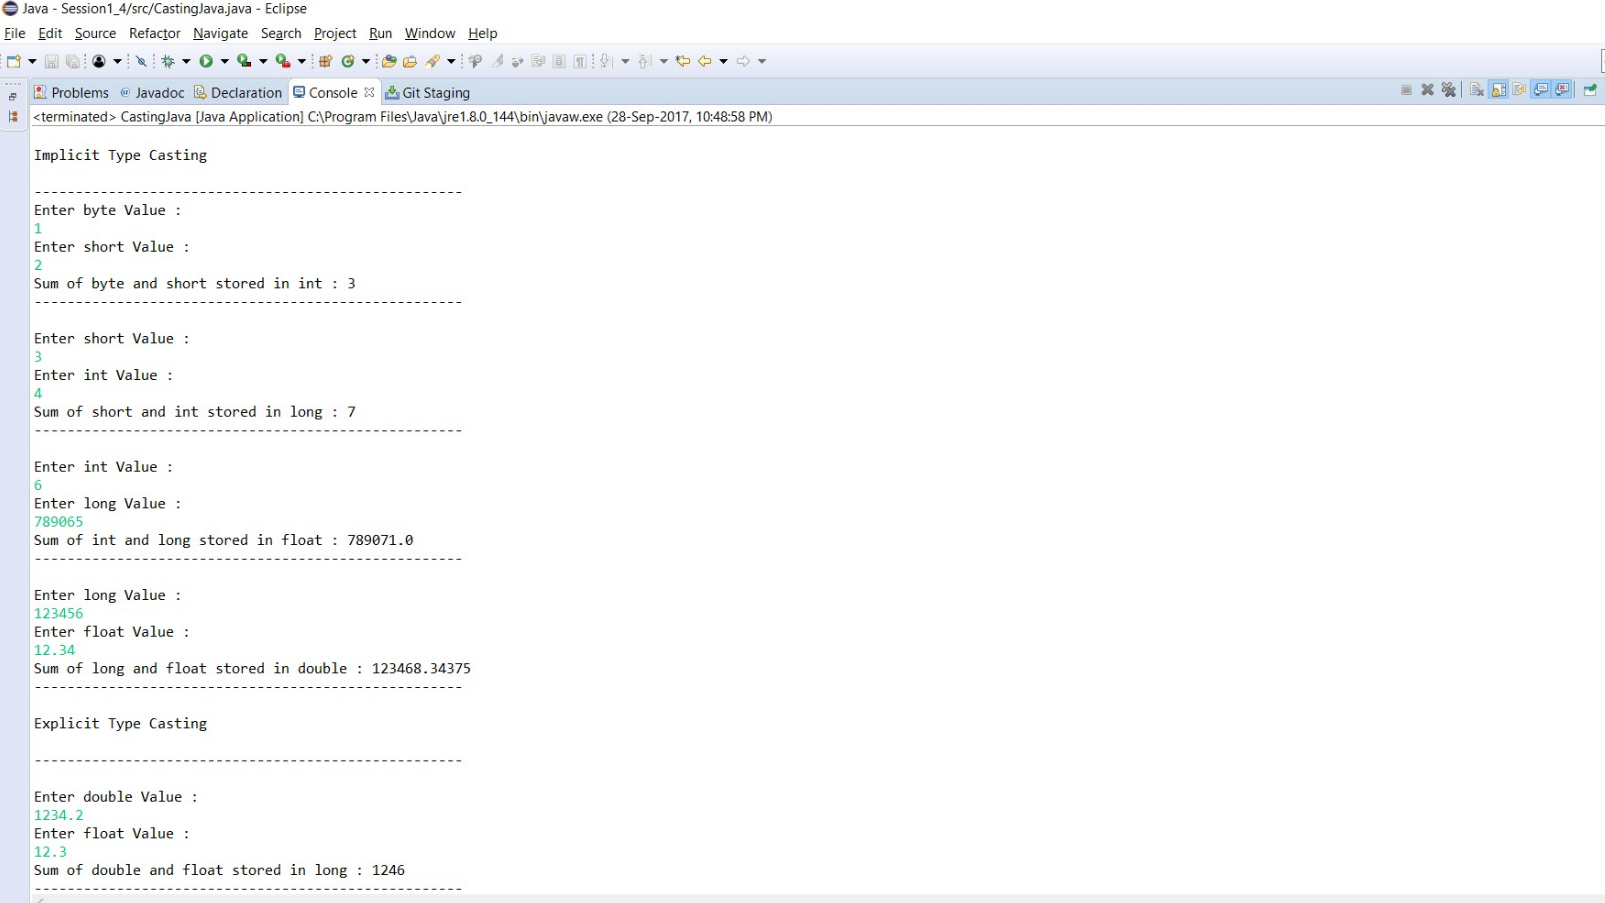 Java - Session1_4/src/CastingJava.java - Eclipse
File Edit Source Refactor Navigate Search Project Run Window Help
Problems @ Javadoc Declaration Console Git Staging
<terminated> CastingJava [Java Application] C:\Program Files\Java\jre1.8.0_144\bin\javaw.exe (28-Sep-2017, 10:48:58 PM)
Implicit Type Casting
----------------------------------------------------
Enter byte Value :
1
Enter short Value :
2
Sum of byte and short stored in int : 3
----------------------------------------------------
Enter short Value :
3
Enter int Value :
4
Sum of short and int stored in long : 7
----------------------------------------------------
Enter int Value :
6
Enter long Value :
789065
Sum of int and long stored in float : 789071.0
----------------------------------------------------
Enter long Value :
123456
Enter float Value :
12.34
Sum of long and float stored in double : 123468.34375
----------------------------------------------------
Explicit Type Casting
----------------------------------------------------
Enter double Value :
1234.2
Enter float Value :
12.3
Sum of double and float stored in long : 1246
----------------------------------------------------